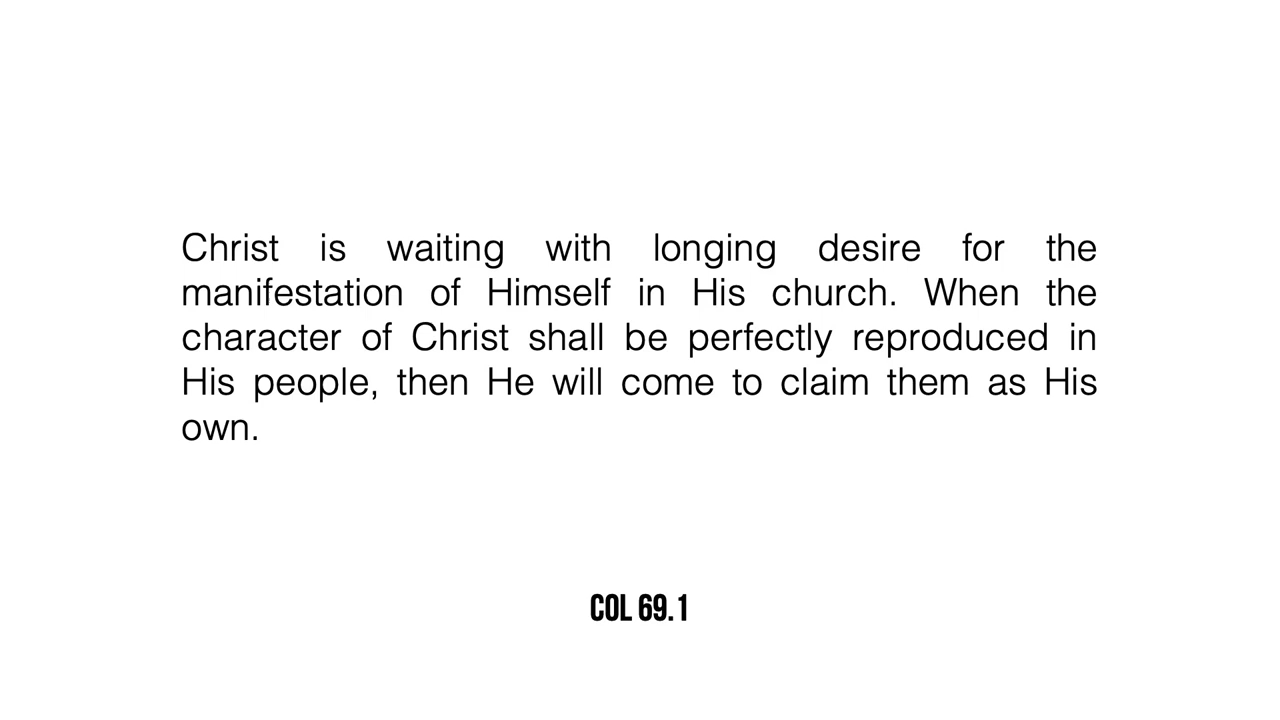 Christ is waiting with longing desire for the
manifestation of Himself in His church. When the
character of Christ shall be perfectly reproduced in
His people, then He will come to claim them as His
own.
COL 69.1